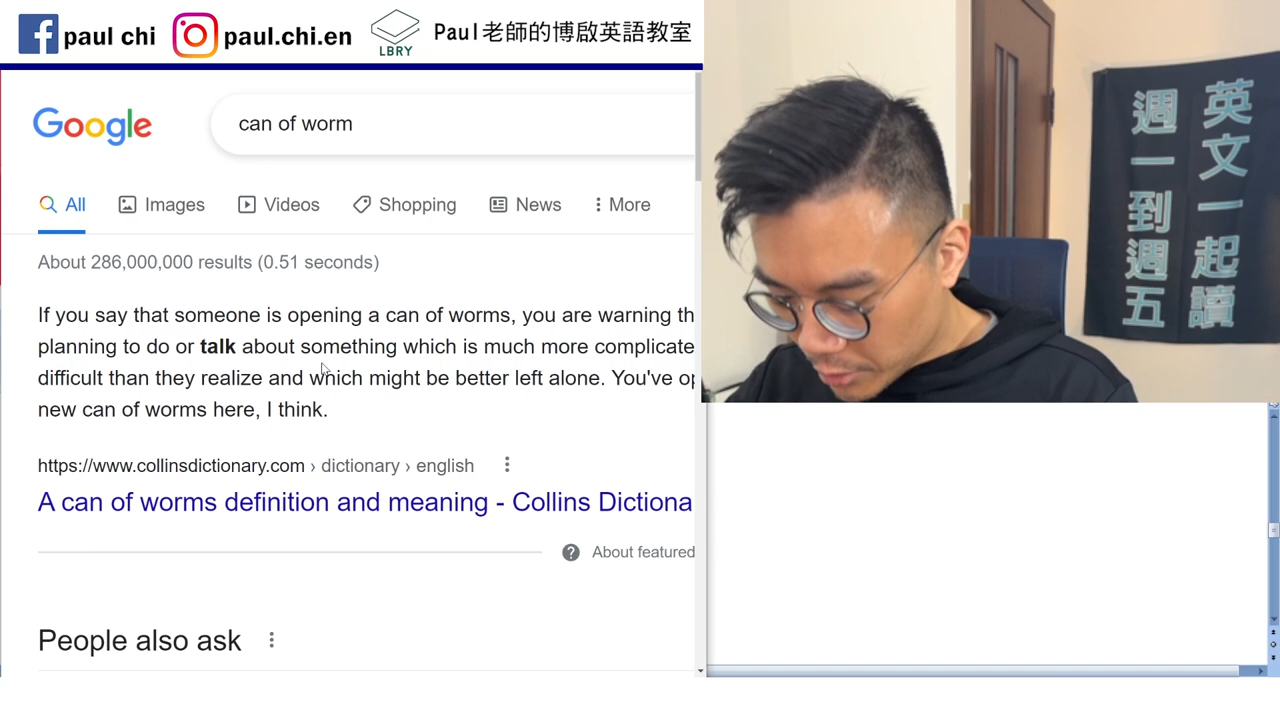 paul chi
paul.chi.en
LBRY
Paul老師的博啟英語教室
Google
can of worm
All
Images
Videos
Shopping
News
More
About 286,000,000 results (0.51 seconds)
If you say that someone is opening a can of worms, you are warning th
planning to do or talk about something which is much more complicate
difficult than they realize and which might be better left alone. You've op
new can of worms here, I think.
https://www.collinsdictionary.com › dictionary › english
A can of worms definition and meaning - Collins Dictiona
About featured
People also ask
英文一起讀
週一到週五